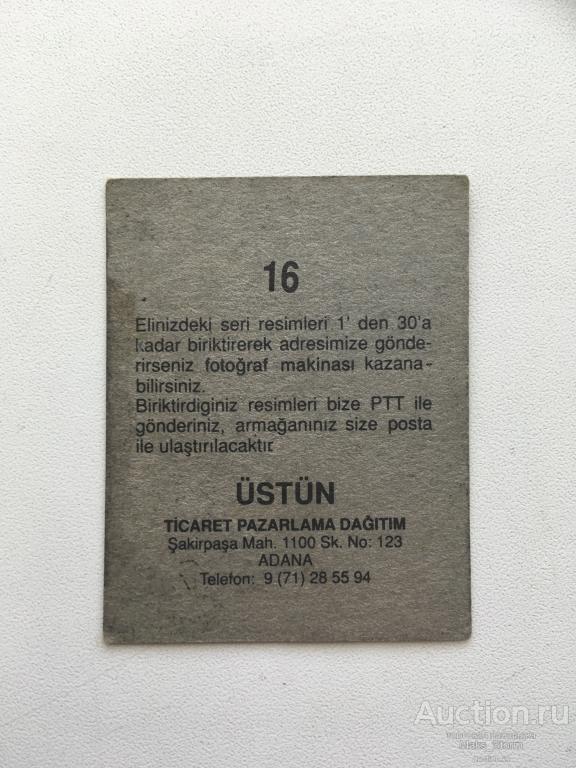 16
Elinizdeki seri resimleri 1' den 30'a
kadar biriktirerek adresimize gönde-
rirseniz fotoğraf makinası kazana-
bilirsiniz.
Biriktirdiginiz resimleri bize PTT ile
gönderiniz, armağanınız size posta
ile ulaştırılacaktır
ÜSTÜN
TİCARET PAZARLAMA DAĞITIM
Şakirpaşa Mah. 1100 Sk. No: 123
ADANA
Telefon: 9 (71) 28 55 94
Auction.ru
Maks_Storm